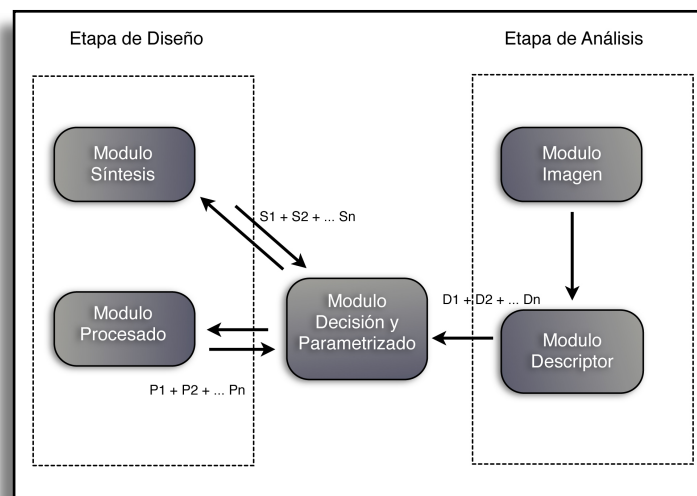 Etapa de Diseño
Etapa de Análisis
Modulo
Síntesis
Modulo
Imagen
S1 + S2 + ... Sn
Modulo
Procesado
Modulo
Decisión y
Parametrizado
D1 + D2 + ... Dn
Modulo
Descriptor
P1 + P2 + ... Pn